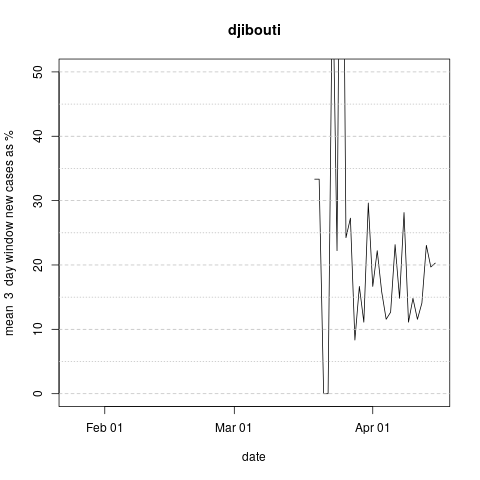 djibouti
mean  3  day window new cases as %
50
40
30
20
10
0
Feb 01
Mar 01
Apr 01
date